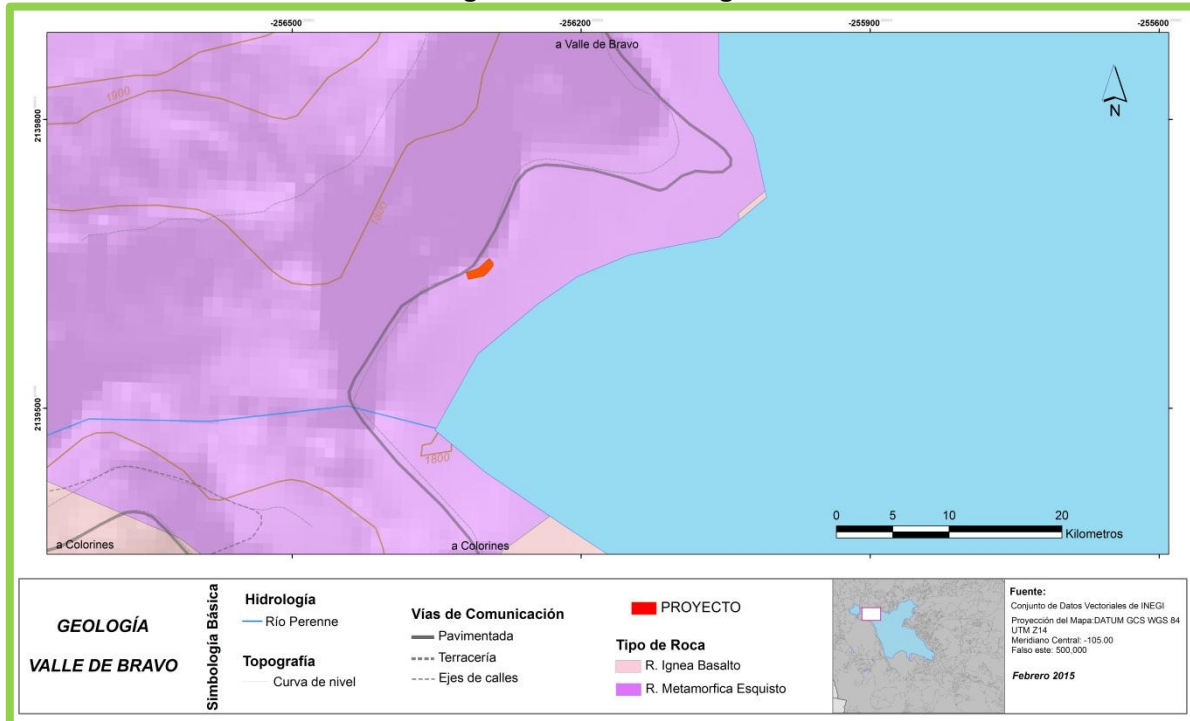 -256500
-256200
-255900
-255600
a Valle de Bravo
1900
N
2139800
1800
2139500
1800
a Colorines
a Colorines
0 5 10 20
Kilometros
GEOLOGÍA
VALLE DE BRAVO
Simbología Básica
Hidrología
Río Perenne
Topografía
Curva de nivel
Vías de Comunicación
Pavimentada
Terracería
Ejes de calles
PROYECTO
Tipo de Roca
R. Ignea Basalto
R. Metamorfica Esquisto
Fuente:
Conjunto de Datos Vectoriales de INEGI
Proyección del Mapa:DATUM GCS WGS 84
UTM Z14
Meridiano Central: -105.00
Falso este: 500,000
Febrero 2015